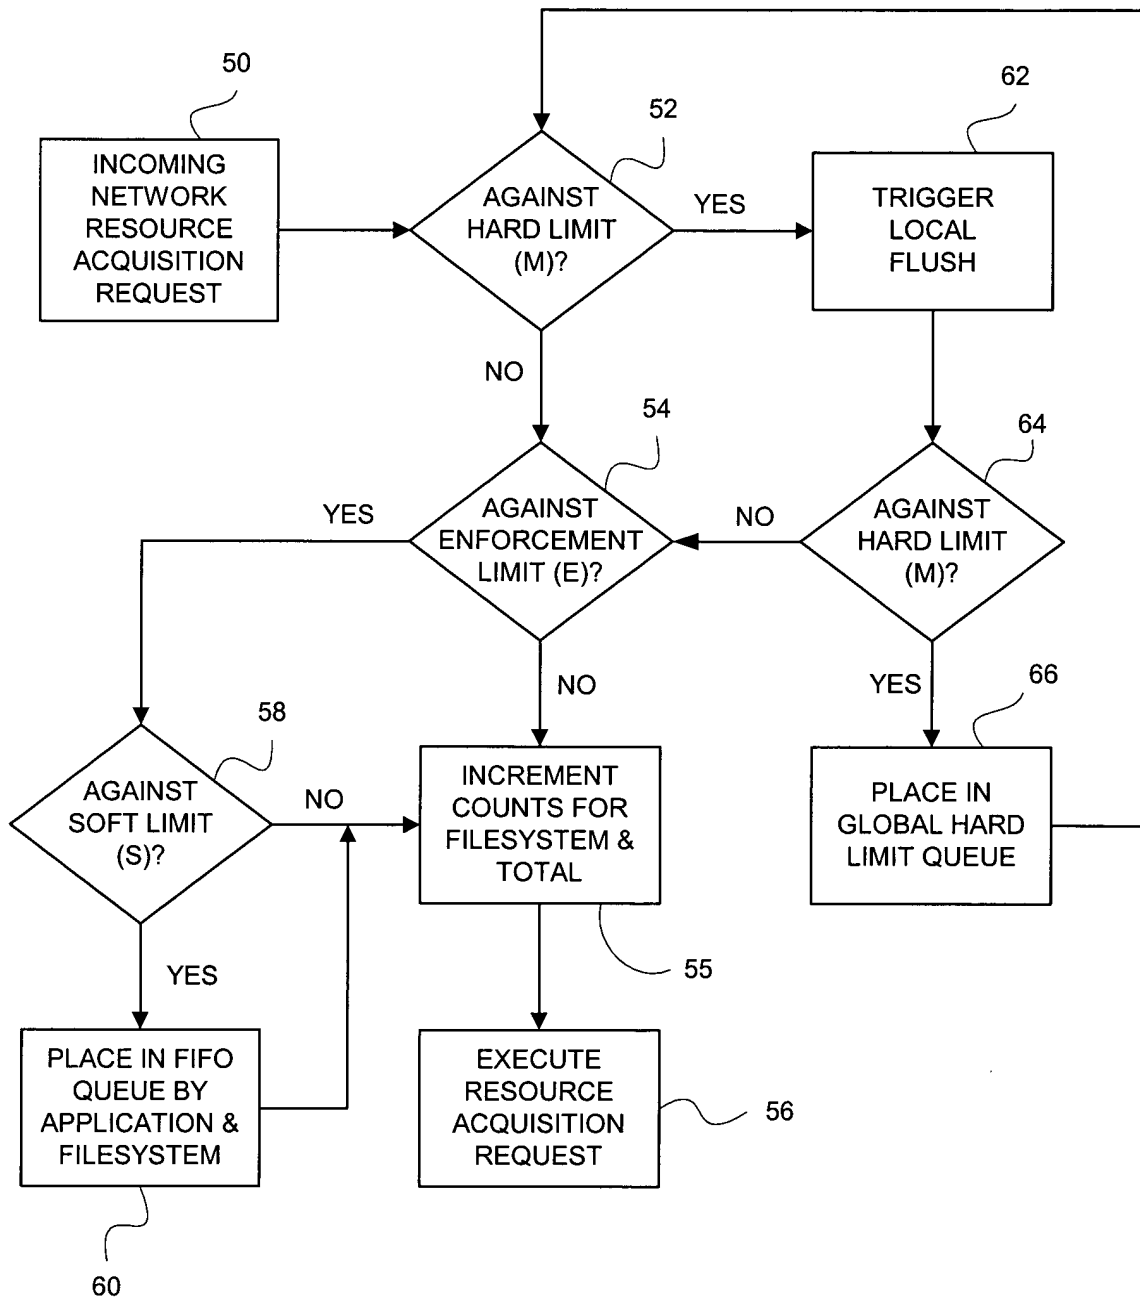 50
INCOMING
NETWORK
RESOURCE
ACQUISITION
REQUEST
52
AGAINST
HARD LIMIT
(M)?
YES
62
TRIGGER
LOCAL
FLUSH
NO
54
AGAINST
ENFORCEMENT
LIMIT (E)?
YES
NO
64
AGAINST
HARD LIMIT
(M)?
NO
YES
66
PLACE IN
GLOBAL HARD
LIMIT QUEUE
58
AGAINST
SOFT LIMIT
(S)?
NO
INCREMENT
COUNTS FOR
FILESYSTEM &
TOTAL
55
YES
PLACE IN FIFO
QUEUE BY
APPLICATION &
FILESYSTEM
60
EXECUTE
RESOURCE
ACQUISITION
REQUEST
56